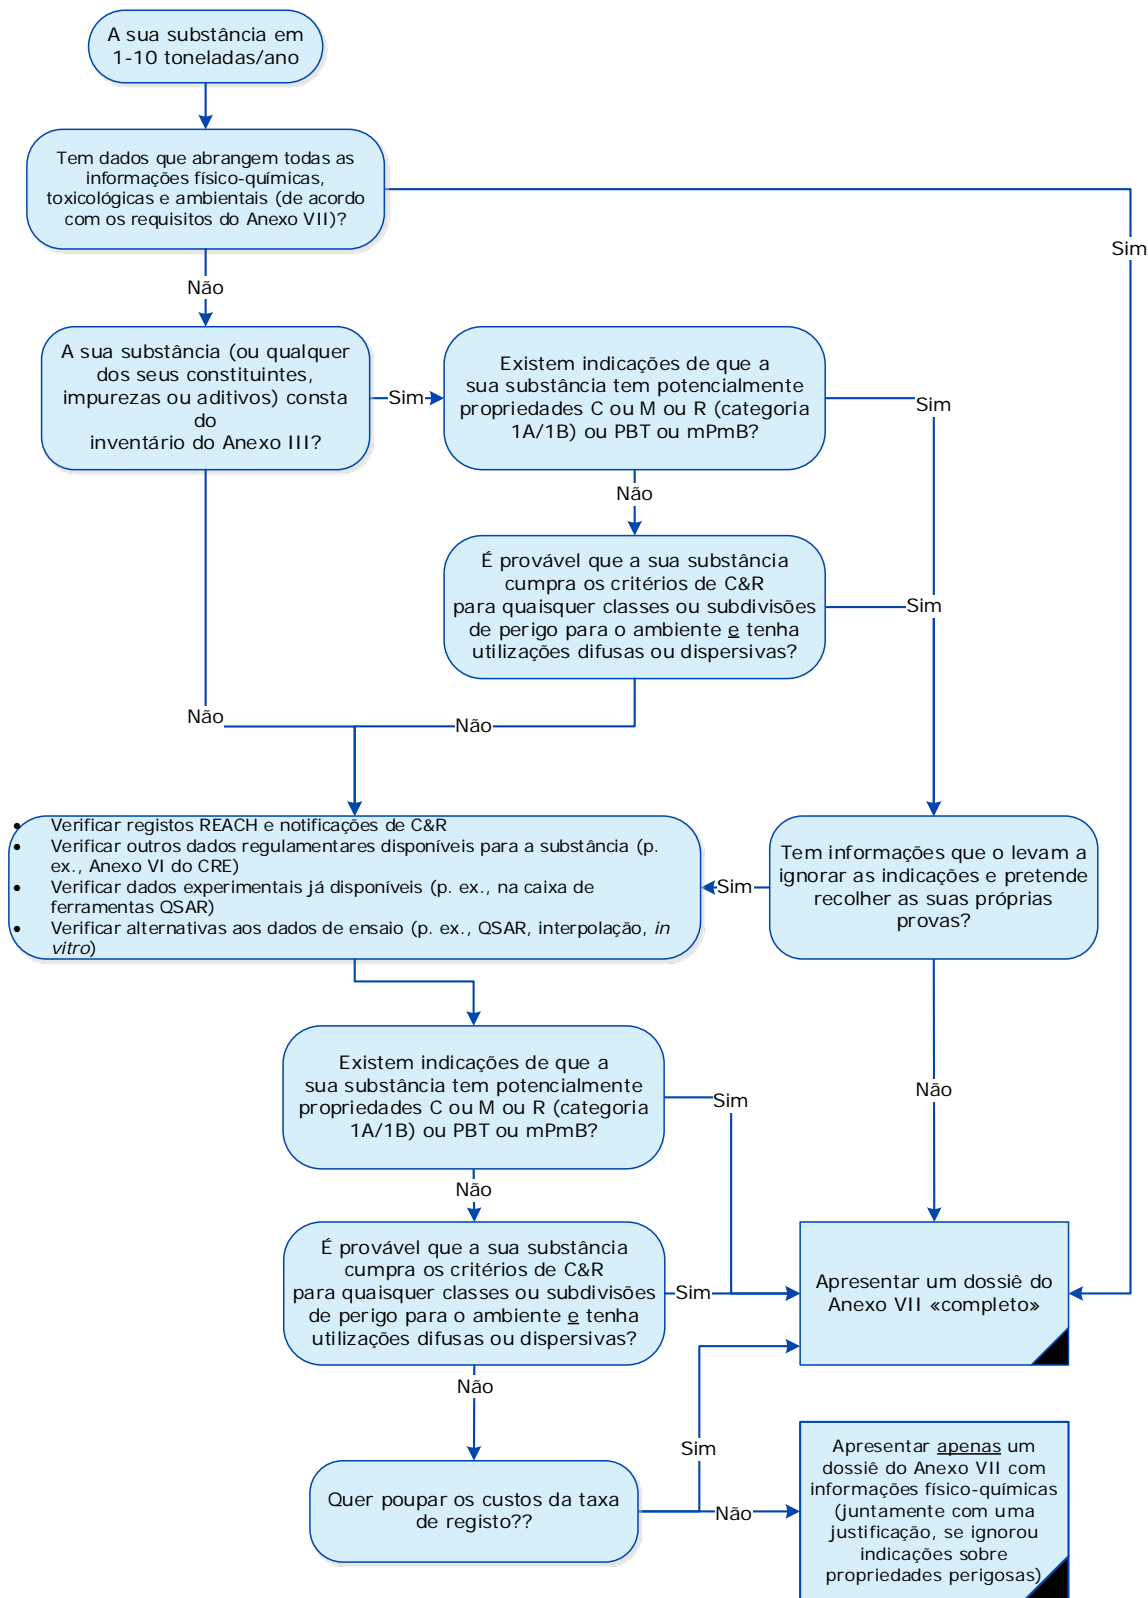 A sua substância em
1-10 toneladas/ano
Tem dados que abrangem todas as
informações físico-químicas,
toxicológicas e ambientais (de acordo
com os requisitos do Anexo VII)?
Sim
Não
A sua substância (ou qualquer
dos seus constituintes,
impurezas ou aditivos) consta
do
inventário do Anexo III?
Sim
Existem indicações de que a
sua substância tem potencialmente
propriedades C ou M ou R (categoria
1A/1B) ou PBT ou mPmB?
Sim
Não
É provável que a sua substância
cumpra os critérios de C&R
para quaisquer classes ou subdivisões
de perigo para o ambiente e tenha
utilizações difusas ou dispersivas?
Sim
Não
Não
• Verificar registos REACH e notificações de C&R
• Verificar outros dados regulamentares disponíveis para a substância (p.
ex., Anexo VI do CRE)
• Verificar dados experimentais já disponíveis (p. ex., na caixa de
ferramentas QSAR)
• Verificar alternativas aos dados de ensaio (p. ex., QSAR, interpolação, in
vitro)
Sim
Tem informações que o levam a
ignorar as indicações e pretende
recolher as suas próprias
provas?
Não
Existem indicações de que a
sua substância tem potencialmente
propriedades C ou M ou R (categoria
1A/1B) ou PBT ou mPmB?
Sim
Não
É provável que a sua substância
cumpra os critérios de C&R
para quaisquer classes ou subdivisões
de perigo para o ambiente e tenha
utilizações difusas ou dispersivas?
Sim
Apresentar um dossiê do
Anexo VII «completo»
Não
Quer poupar os custos da taxa
de registo??
Sim
Não
Apresentar apenas um
dossiê do Anexo VII com
informações físico-químicas
(juntamente com uma
justificação, se ignorou
indicações sobre
propriedades perigosas)